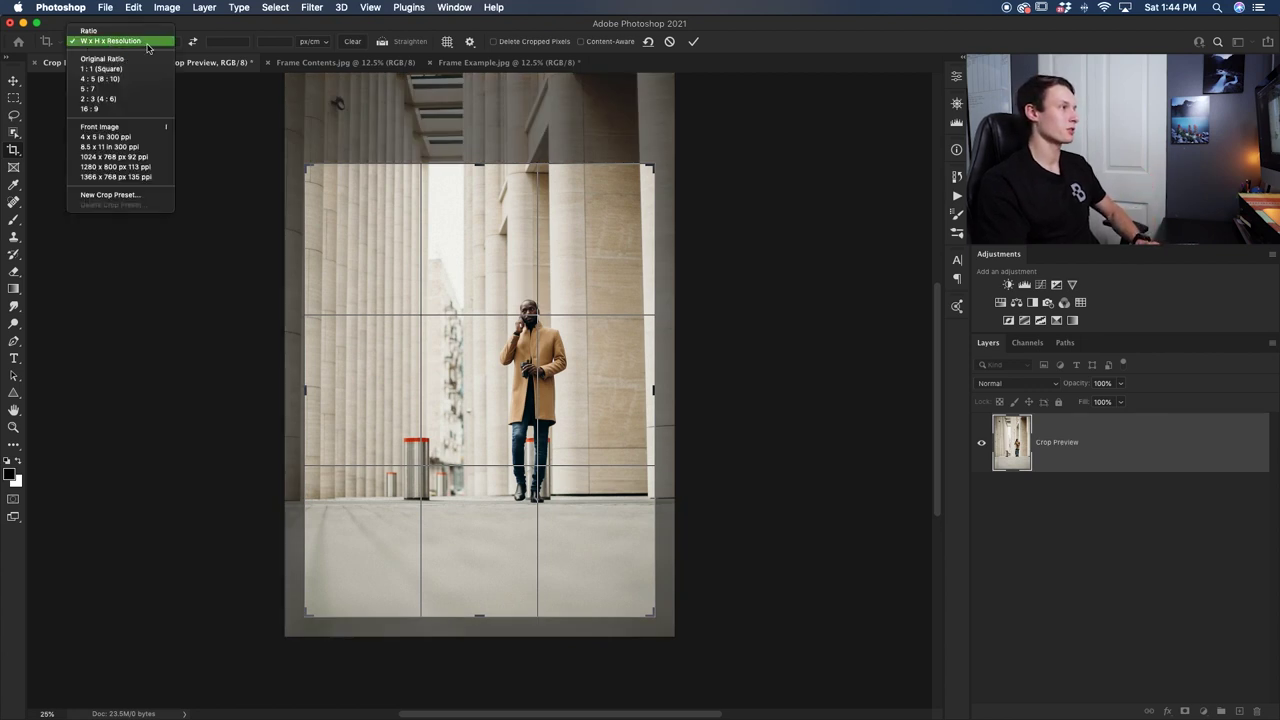 Photoshop File Edit Image Layer Type Select Filter 3D View Plugins Window Help
Sat 1:44 PM
Adobe Photoshop 2021
Ratio
W x H x Resolution
px/cm
Clear
Straighten
Delete Cropped Pixels
Content-Aware
Original Ratio
1 : 1 (Square)
4 : 5 (8 : 10)
5 : 7
2 : 3 (4 : 6)
16 : 9
Front Image I
4 x 5 in 300 ppi
8.5 x 11 in 300 ppi
1024 x 768 px 92 ppi
1280 x 800 px 113 ppi
1366 x 768 px 135 ppi
New Crop Preset...
Delete Crop Preset...
Crop
op Preview, RGB/8) *
Frame Contents.jpg @ 12.5% (RGB/8)
Frame Example.jpg @ 12.5% (RGB/8) *
Adjustments
Add an adjustment
Layers Channels Paths
Kind
Normal Opacity: 100%
Lock: Fill: 100%
Crop Preview
25% Doc: 23.5M/0 bytes